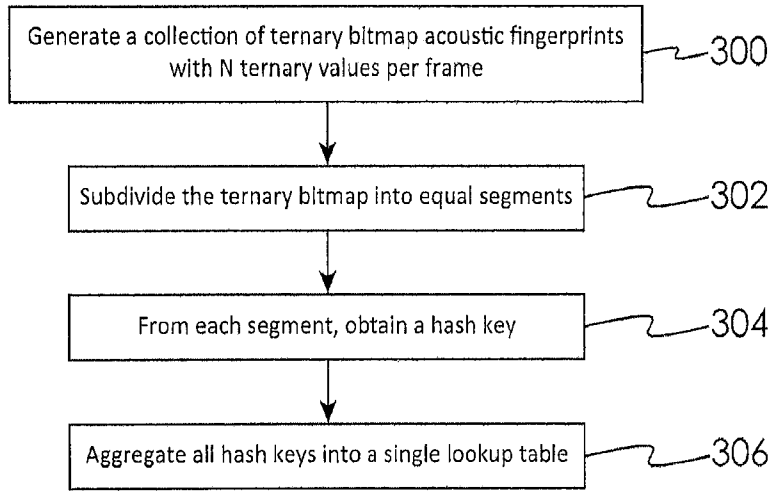 Generate a collection of ternary bitmap acoustic fingerprints
with N ternary values per frame
300
Subdivide the ternary bitmap into equal segments
302
From each segment, obtain a hash key
304
Aggregate all hash keys into a single lookup table
306